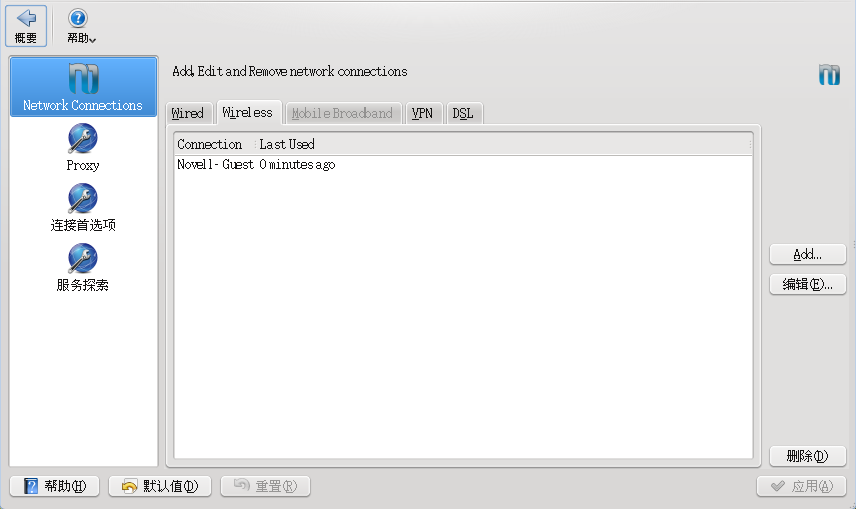 概要
帮助
Network Connections
Proxy
连接首选项
服务探索
Add, Edit and Remove network connections
Wired
Wireless
Mobile Broadband
VPN
DSL
Connection Last Used
Novell-Guest 0 minutes ago
Add...
编辑(E)...
删除(D)
帮助(H)
默认值(D)
重置(R)
应用(A)